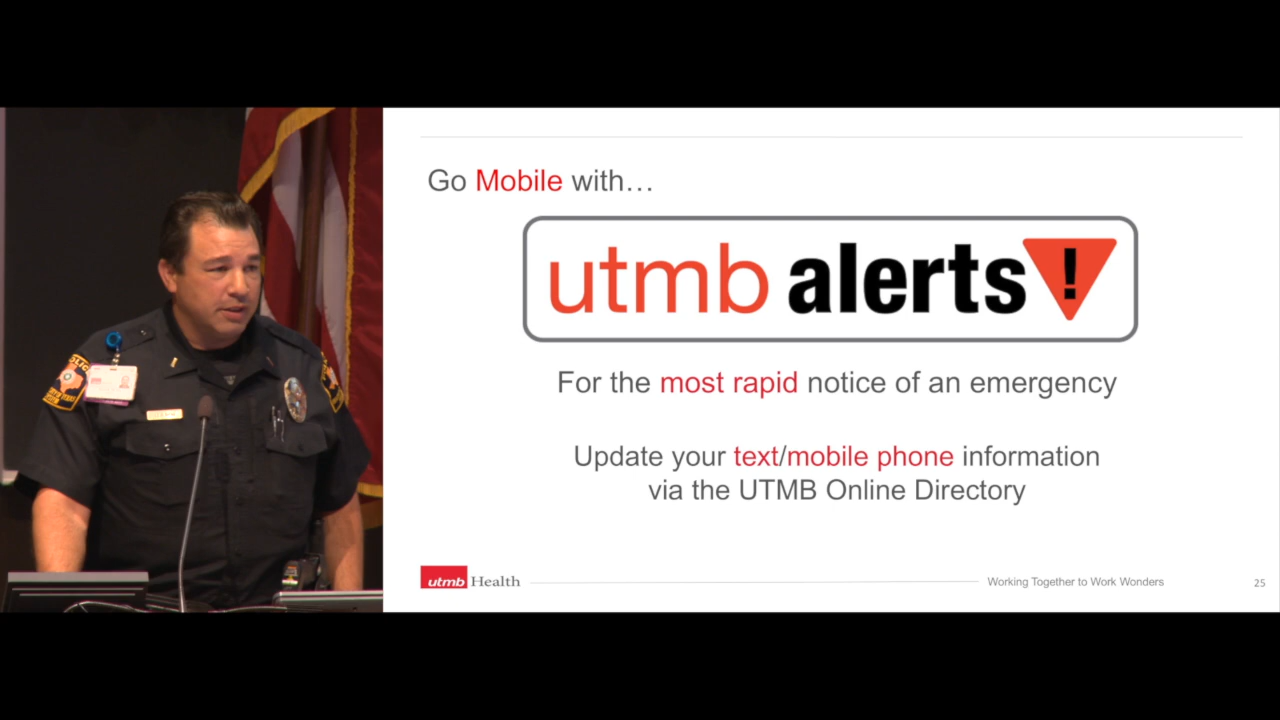 Go Mobile with…
utmb alerts!
For the most rapid notice of an emergency
Update your text/mobile phone information
via the UTMB Online Directory
utmb Health
Working Together to Work Wonders
25